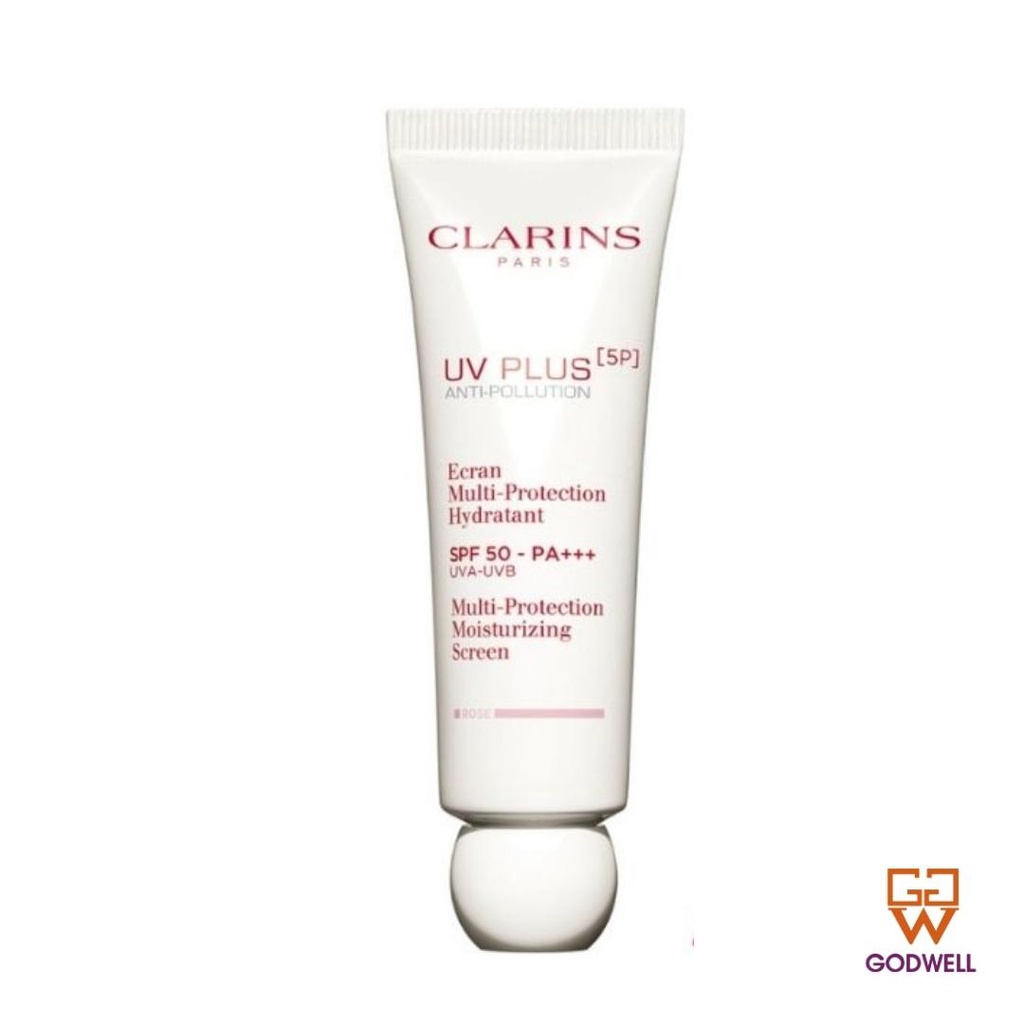 CLARINS
PARIS
UV PLUS [5P]
ANTI-POLLUTION
Ecran
Multi-Protection
Hydratant
SPF 50 - PA+++
UVA-UVB
Multi-Protection
Moisturizing
Screen
ROSE
GW
GODWELL